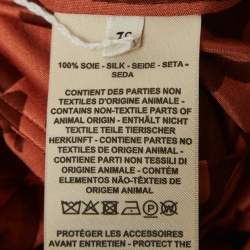 100% SOIE - SILK - SEIDE - SETA -
SEDA
CONTIENT DES PARTIES NON
TEXTILES D'ORIGINE ANIMALE -
CONTAINS NON-TEXTILE PARTS OF
ANIMAL ORIGIN - ENTHÄLT NICHT
TEXTILE TEILE TIERISCHER
HERKUNFT - CONTIENE PARTES
NO TEXTILES DE ORIGEN ANIMAL -
CONTIENE PARTI NON TESSILI DI
ORIGINE ANIMALE - CONTÉM
ELEMENTOS NÃO-TÊXTEIS DE
ORIGEM ANIMAL
PROTÉGER LES ACCESSOIRES
AVANT ENTRETIEN - PROTECT THE